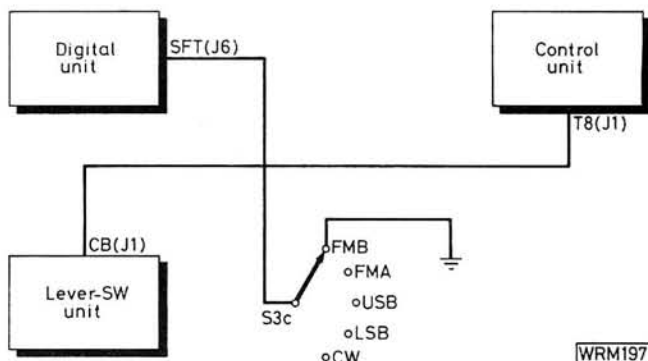 Digital
unit
SFT(J6)
Control
unit
T8(J1)
CB(J1)
Lever-SW
unit
FMB
FMA
USB
S3c
LSB
CW
WRM197